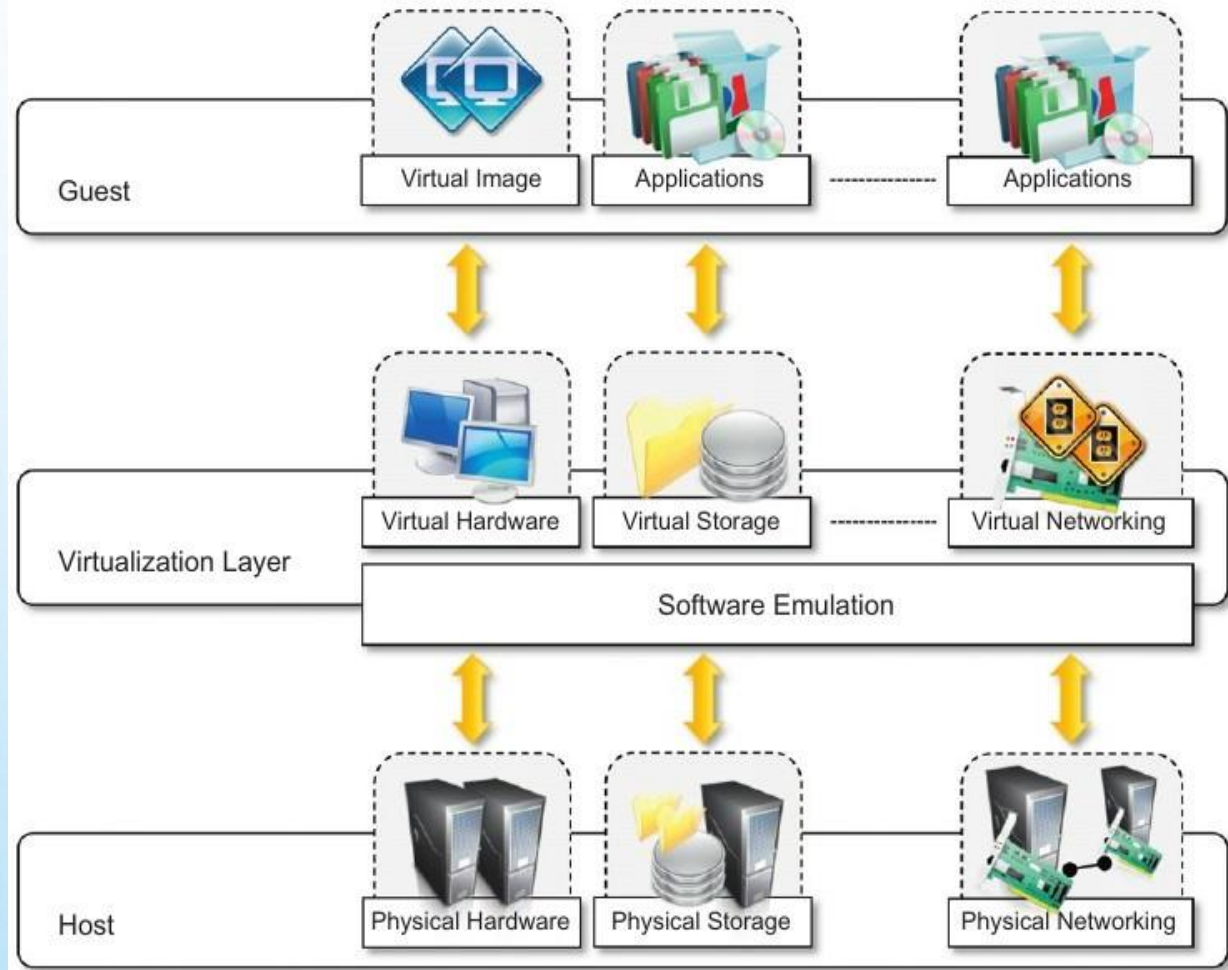 Virtual Image
Applications
Applications
Guest
Virtual Hardware
Virtual Storage
Virtual Networking
Virtualization Layer
Software Emulation
Physical Hardware
Physical Storage
Physical Networking
Host